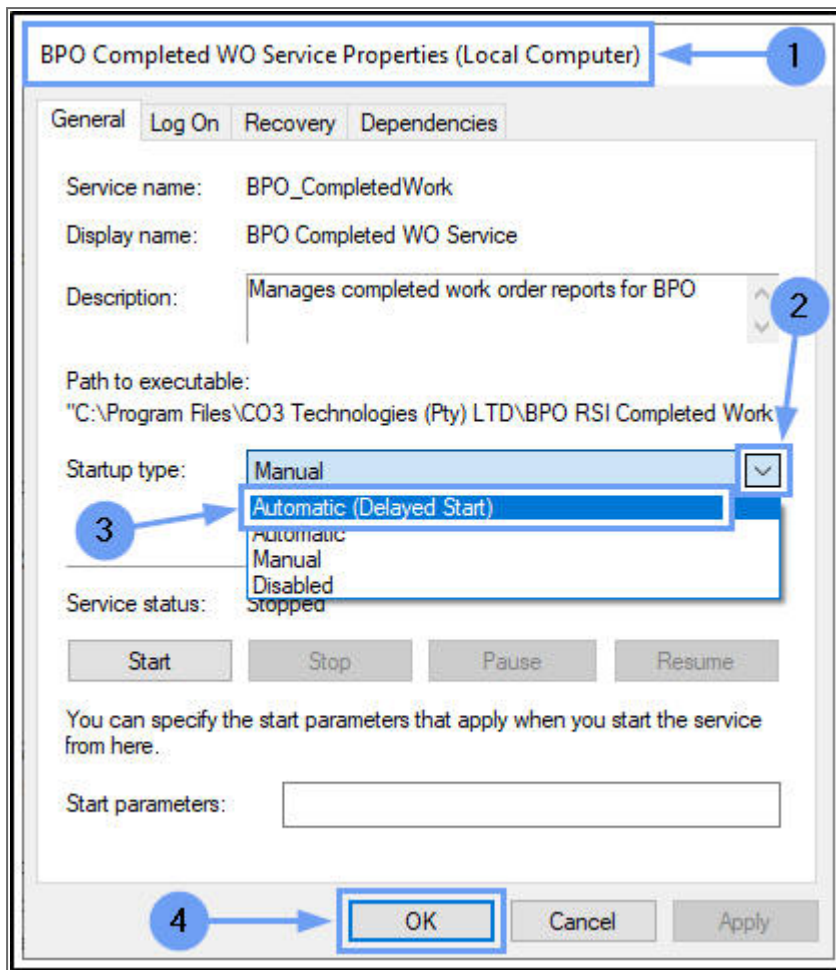 BPO Completed WO Service Properties (Local Computer)
1
General Log On Recovery Dependencies
Service name: BPO_CompletedWork
Display name: BPO Completed WO Service
Description: Manages completed work order reports for BPO
2
Path to executable:
"C:\Program Files\CO3 Technologies (Pty) LTD\BPO RSI Completed Work
Startup type: Manual
3 Automatic (Delayed Start)
Automatic
Manual
Disabled
Service status: Stopped
Start Stop Pause Resume
You can specify the start parameters that apply when you start the service
from here.
Start parameters:
4 OK Cancel Apply